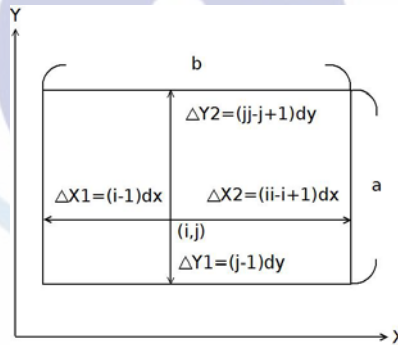 Y
b
△Y2=(jj-j+1)dy
△X1=(i-1)dx △X2=(ii-i+1)dx
a
(i,j)
△Y1=(j-1)dy
X